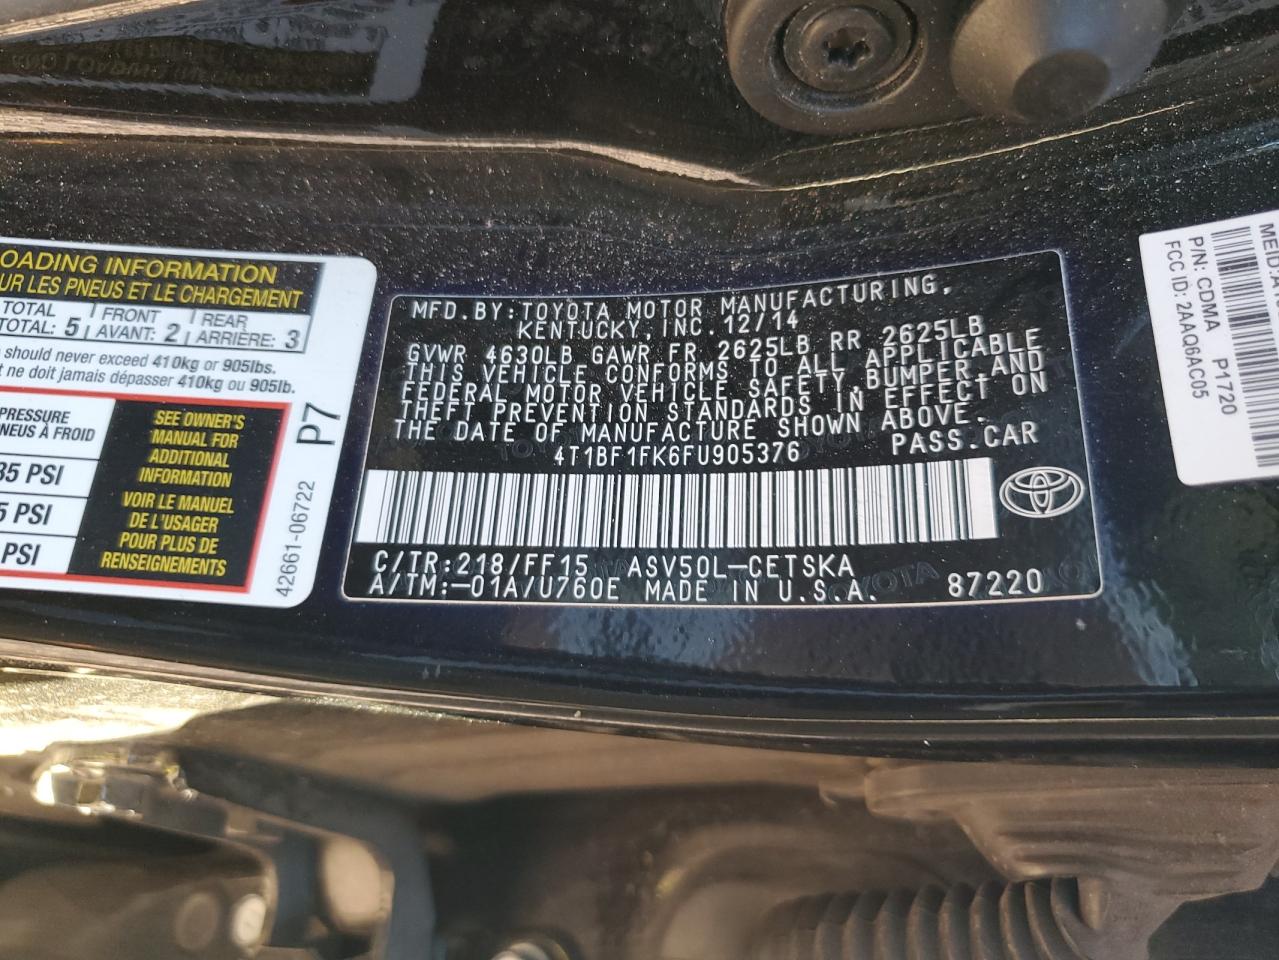 OADING INFORMATION
UR LES PNEUS ET LE CHARGEMENT
TOTAL FRONT REAR
TOTAL: 5 AVANT: 2 ARRIÈRE: 3
should never exceed 410kg or 905lbs.
t ne doit jamais dépasser 410kg ou 905lb.
PRESSURE
NEUS À FROID
35 PSI
5 PSI
PSI
SEE OWNER'S
MANUAL FOR
ADDITIONAL
INFORMATION
VOIR LE MANUEL
DE L'USAGER
POUR PLUS DE
RENSEIGNEMENTS
P7
42661-06722
MFD.BY:TOYOTA MOTOR MANUFACTURING,
KENTUCKY, INC. 12/14
GVWR 4630LB GAWR FR 2625LB RR 2625LB
THIS VEHICLE CONFORMS TO ALL APPLICABLE
FEDERAL MOTOR VEHICLE SAFETY,BUMPER,AND
THEFT PREVENTION STANDARDS IN EFFECT ON
THE DATE OF MANUFACTURE SHOWN ABOVE.
4T1BF1FK6FU905376 PASS.CAR
C/TR:218/FF15 ASV50L-CETSKA
A/TM:-01A/U760E MADE IN U.S.A. 87220
P/N: CDMA P1720
FCC ID: 2AAQ6AC05